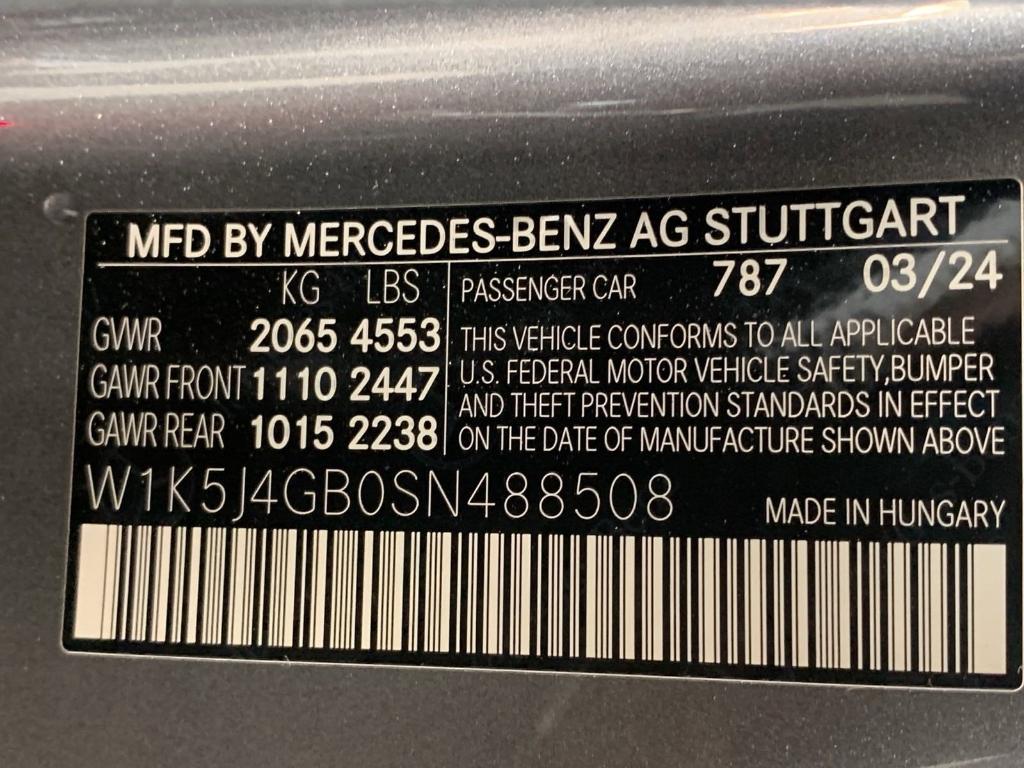 MFD BY MERCEDES-BENZ AG STUTTGART
KG LBS
GVWR 2065 4553
GAWR FRONT 1110 2447
GAWR REAR 1015 2238
PASSENGER CAR 787 03/24
THIS VEHICLE CONFORMS TO ALL APPLICABLE
U.S. FEDERAL MOTOR VEHICLE SAFETY,BUMPER
AND THEFT PREVENTION STANDARDS IN EFFECT
ON THE DATE OF MANUFACTURE SHOWN ABOVE
W1K5J4GB0SN488508
MADE IN HUNGARY